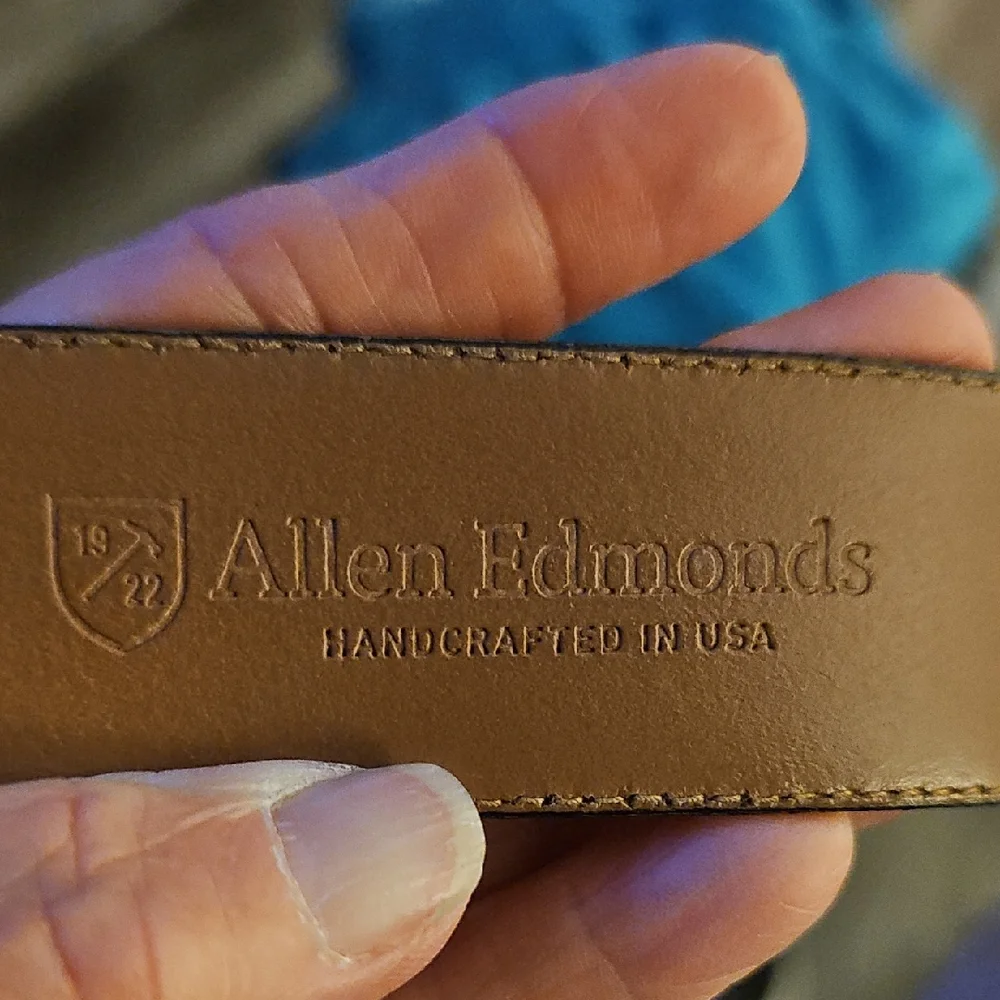 19
22
Allen Edmonds
HANDCRAFTED IN USA